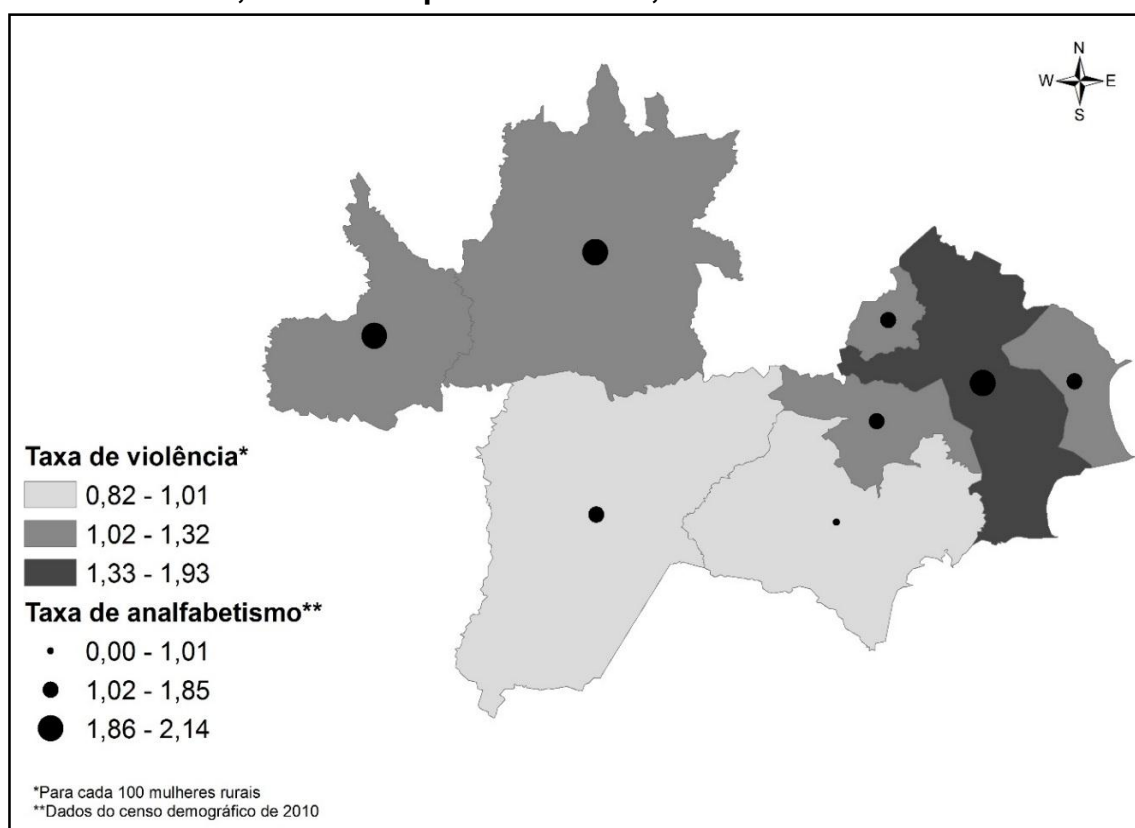 N
W E
S
Taxa de violência*
0,82 - 1,01
1,02 - 1,32
1,33 - 1,93
Taxa de analfabetismo**
0,00 - 1,01
1,02 - 1,85
1,86 - 2,14
*Para cada 100 mulheres rurais
**Dados do censo demográfico de 2010